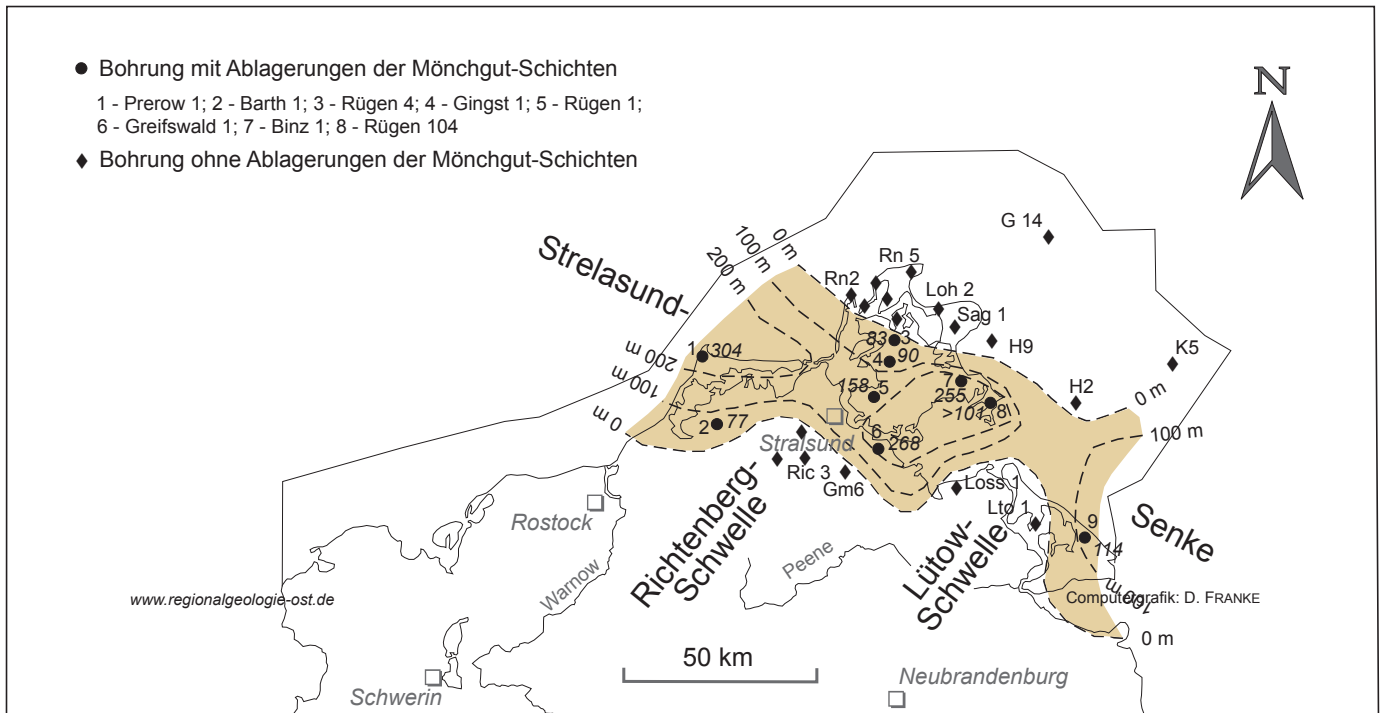 Bohrung mit Ablagerungen der Mönchgut-Schichten
1 - Prerow 1; 2 - Barth 1; 3 - Rügen 4; 4 - Gingst 1; 5 - Rügen 1;
6 - Greifswald 1; 7 - Binz 1; 8 - Rügen 104
Bohrung ohne Ablagerungen der Mönchgut-Schichten
N
G 14
0 m
100 m
200 m
Strelasund-
Rn 5
Rn2
Loh 2
Sag 1
H9
K5
H2
0 m
100 m
3
83
4
90
1
304
200 m
100 m
0 m
158
5
7
255
>101
8
2
77
6
268
Stralsund
Ric 3
Gm6
Loss 1
Lto 1
9
114
Senke
Rostock
Richtenberg-
Schwelle
Lütow-
Schwelle
Peene
Warnow
100 m
0 m
www.regionalgeologie-ost.de
Computergrafik: D. FRANKE
50 km
Schwerin
Neubrandenburg